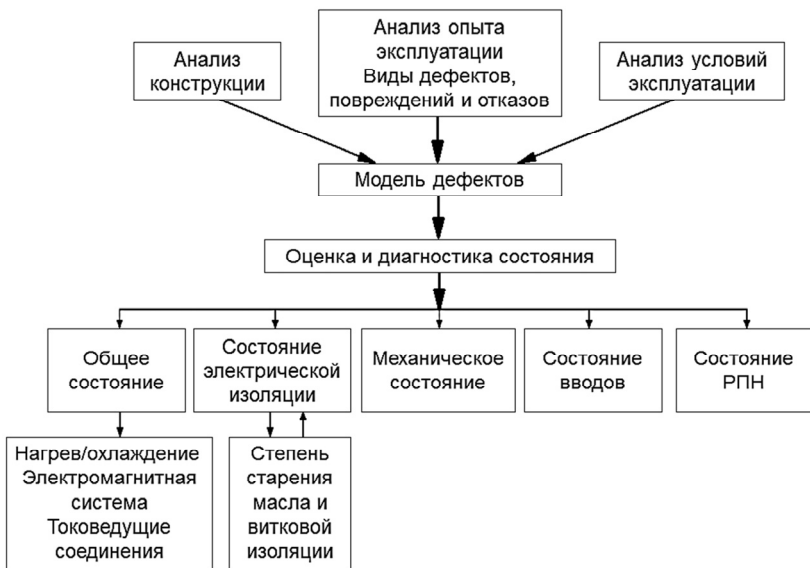 Анализ
конструкции
Анализ опыта
эксплуатации
Виды дефектов,
повреждений и отказов
Анализ условий
эксплуатации
Модель дефектов
Оценка и диагностика состояния
Общее
состояние
Состояние
электрической
изоляции
Механическое
состояние
Состояние
вводов
Состояние
РПН
Нагрев/охлаждение
Электромагнитная
система
Токоведущие
соединения
Степень
старения
масла и
витковой
изоляции